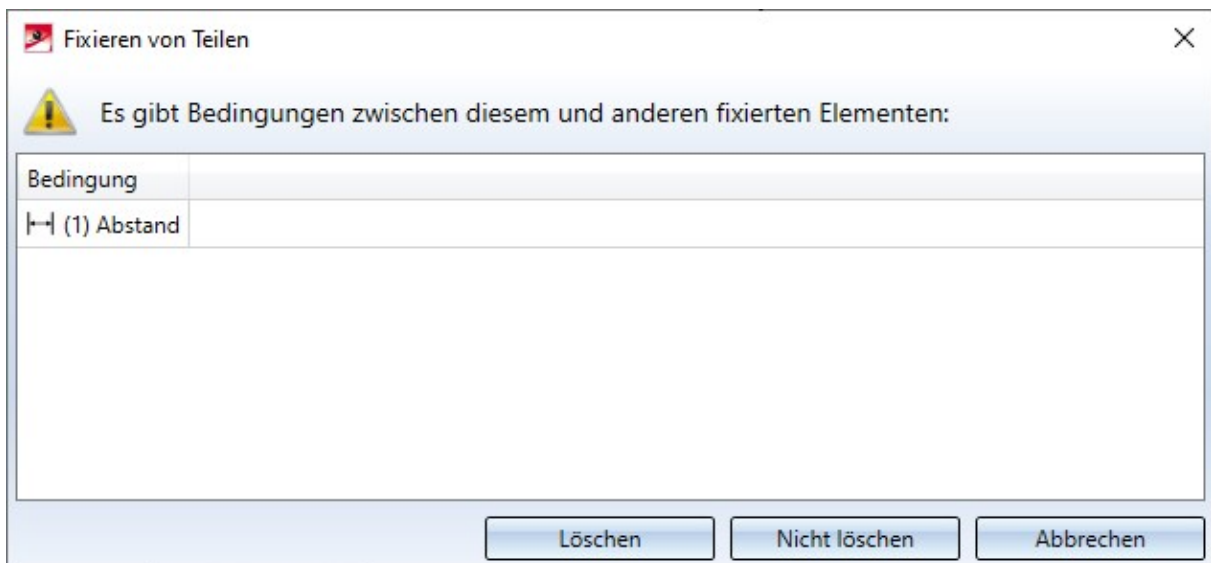 Fixieren von Teilen
Es gibt Bedingungen zwischen diesem und anderen fixierten Elementen:
Bedingung
(1) Abstand
Löschen Nicht löschen Abbrechen